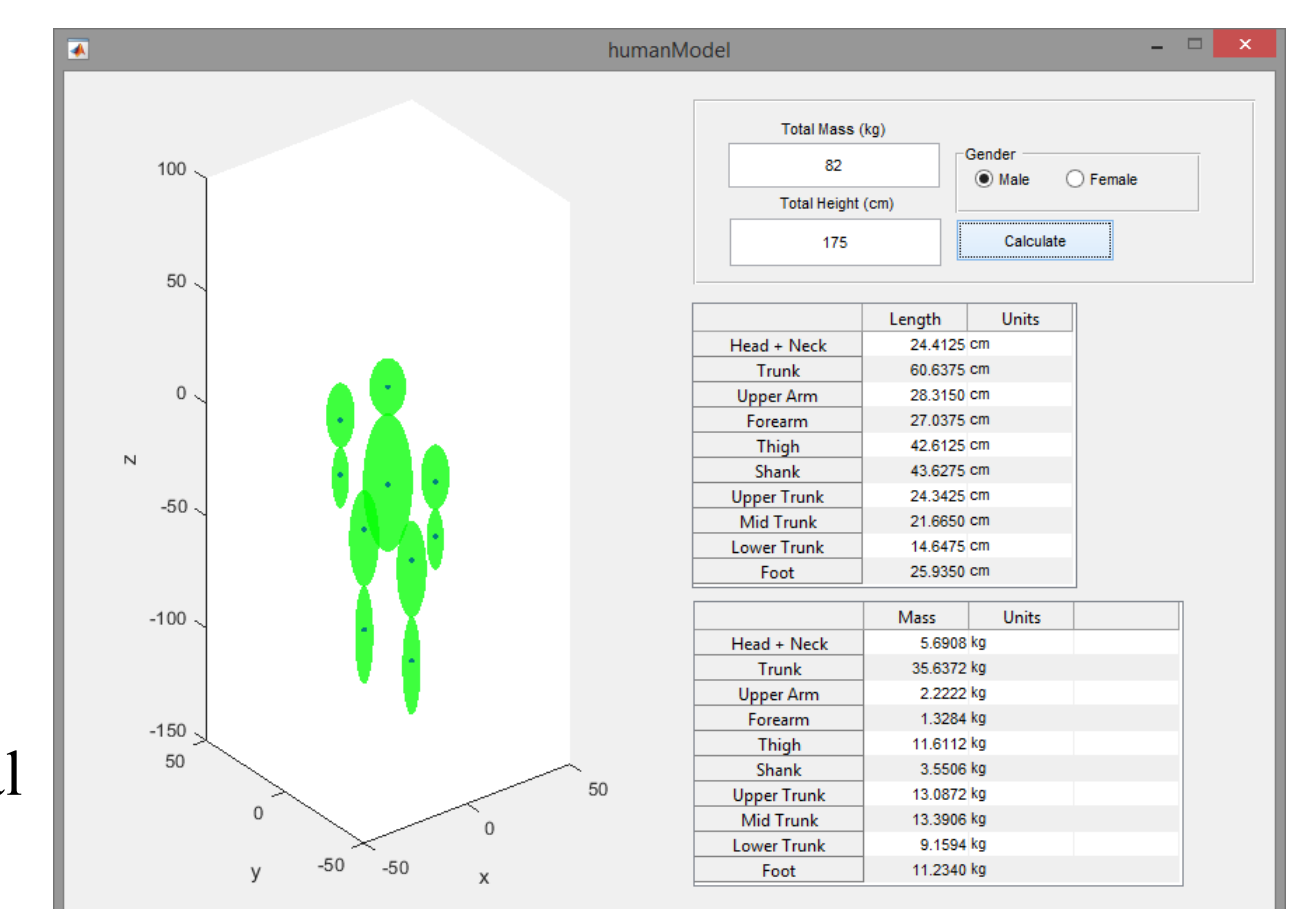 humanModel
Total Mass (kg)
82
Gender
Male Female
Total Height (cm)
175
Calculate
100
50
0
-50
-100
-150
z
50
0
-50
y
-50
0
50
x
Length Units
Head + Neck 24.4125 cm
Trunk 60.6375 cm
Upper Arm 28.3150 cm
Forearm 27.0375 cm
Thigh 42.6125 cm
Shank 43.6275 cm
Upper Trunk 24.3425 cm
Mid Trunk 21.6650 cm
Lower Trunk 14.6475 cm
Foot 25.9350 cm
Mass Units
Head + Neck 5.6908 kg
Trunk 35.6372 kg
Upper Arm 2.2222 kg
Forearm 1.3284 kg
Thigh 11.6112 kg
Shank 3.5506 kg
Upper Trunk 13.0872 kg
Mid Trunk 13.3906 kg
Lower Trunk 9.1594 kg
Foot 11.2340 kg